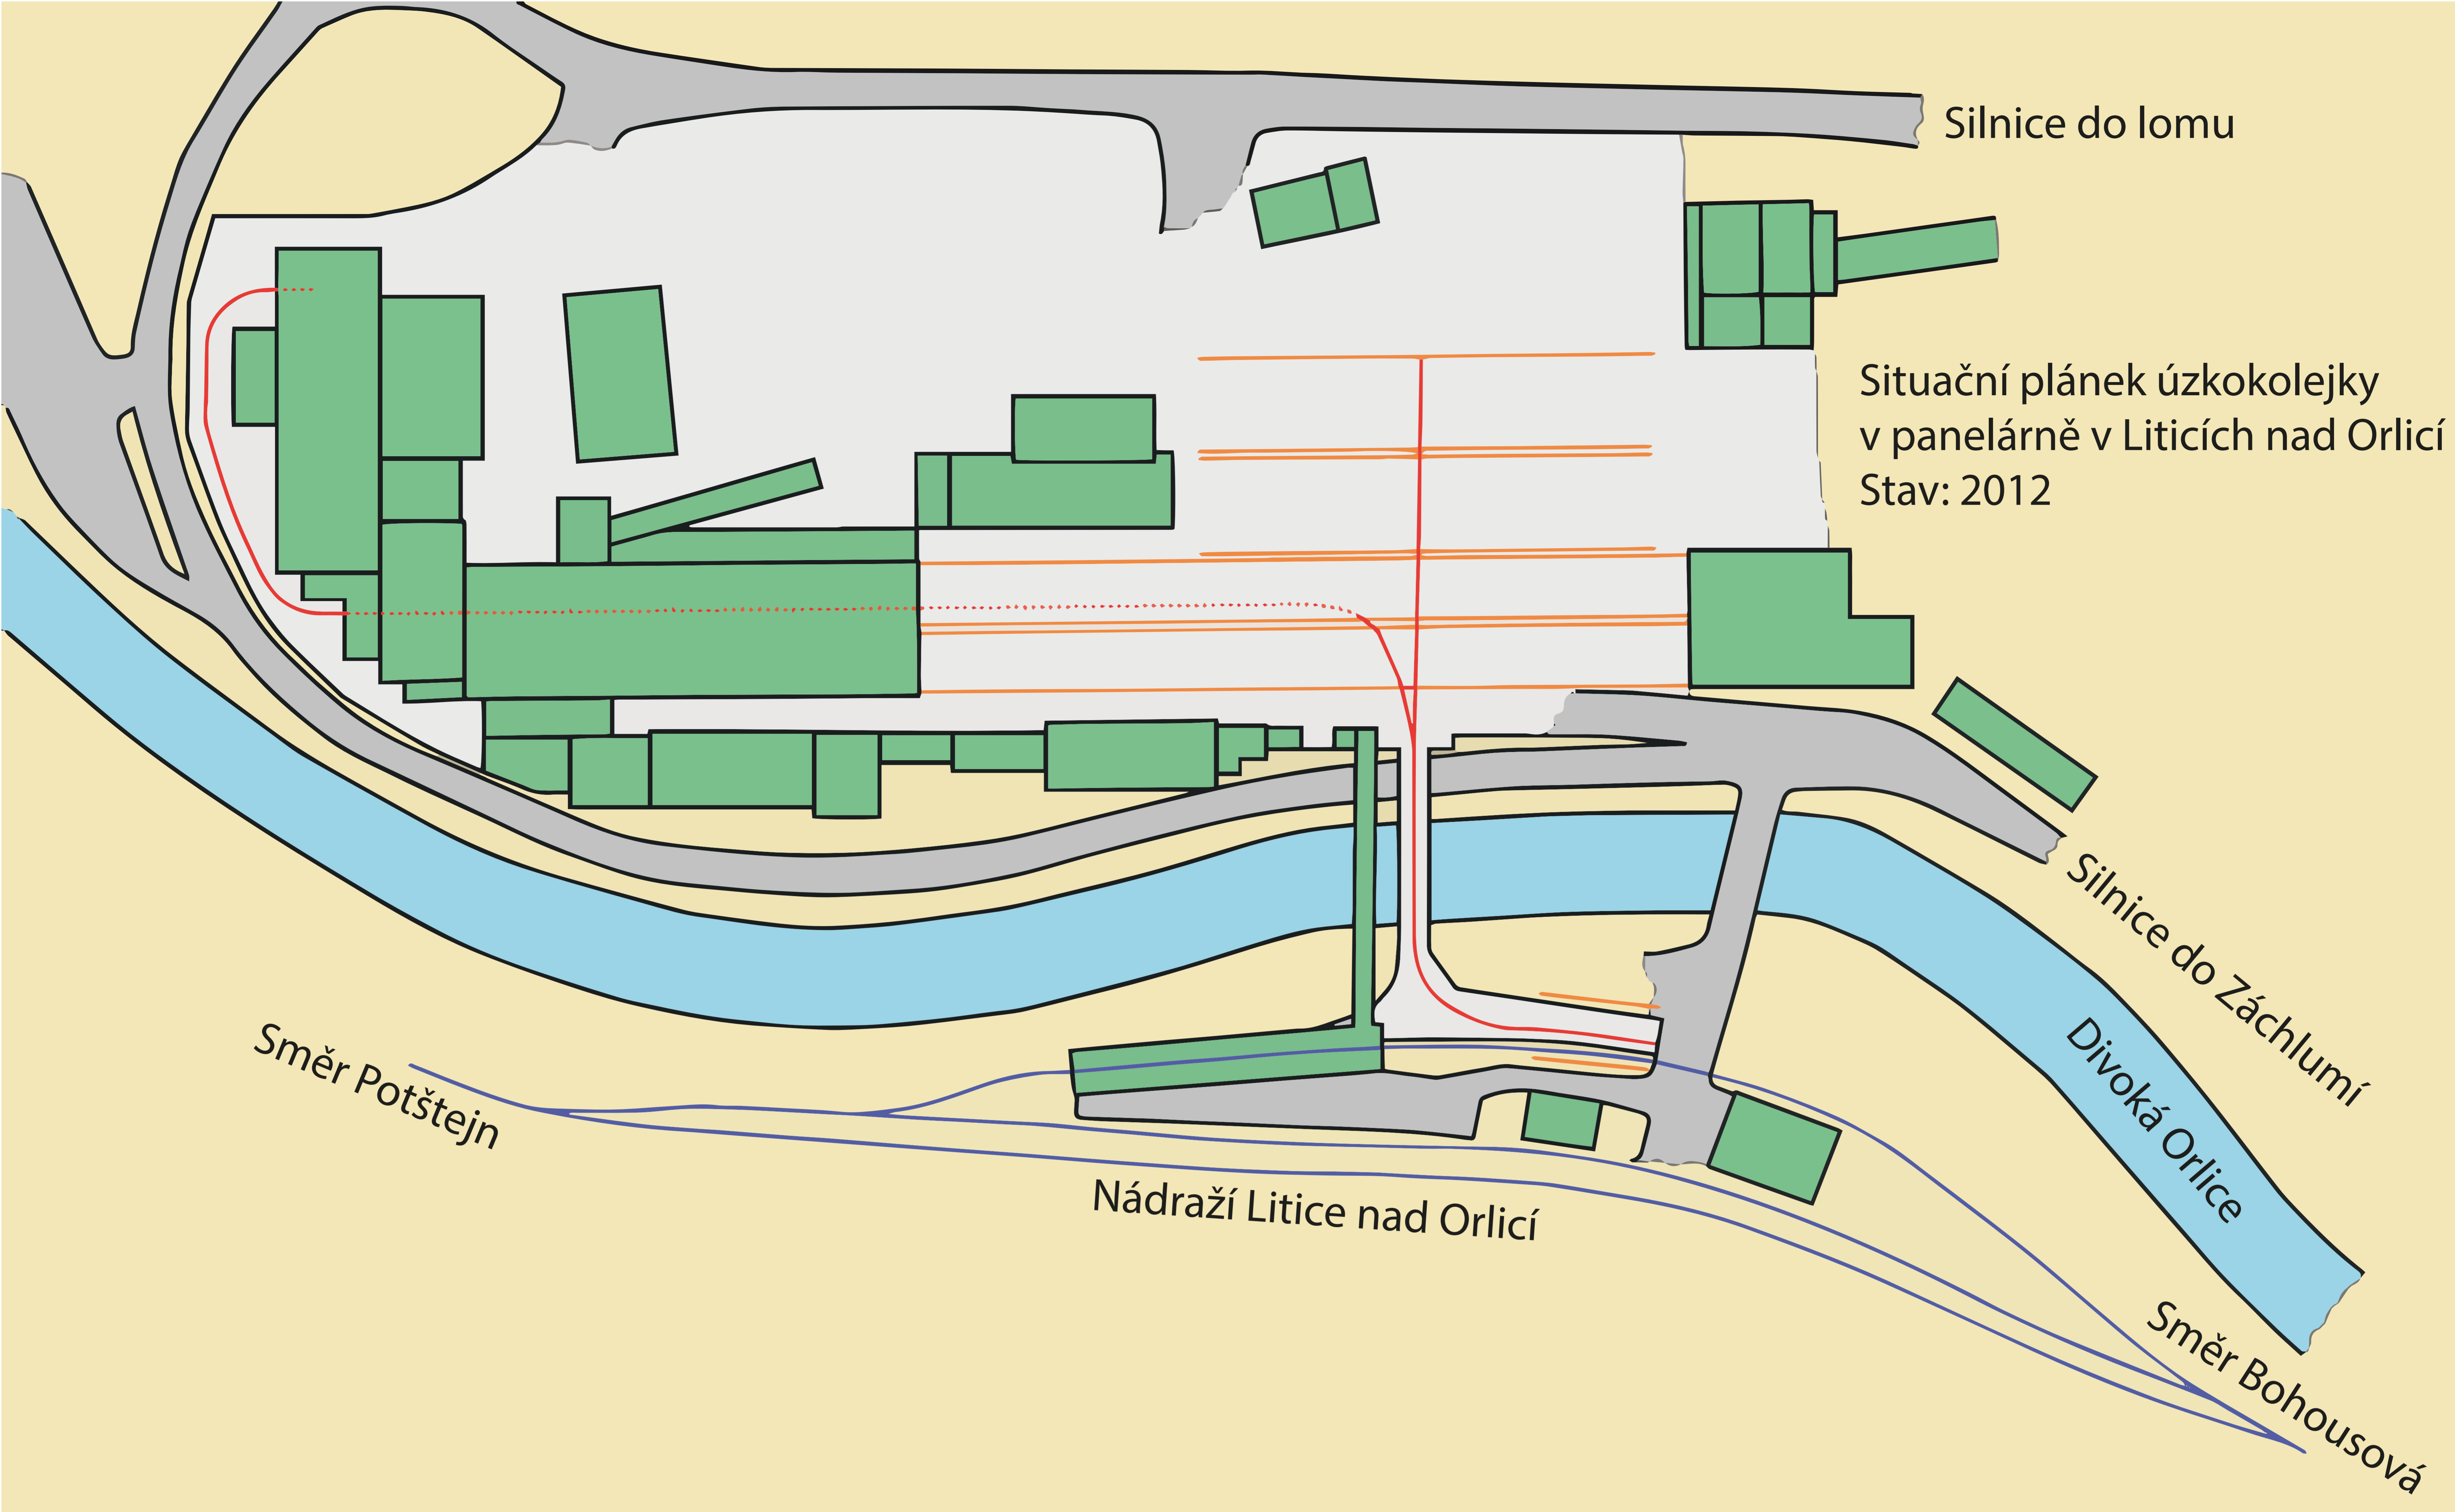 Silnice do lomu
Situační plánek úzkokolejky
v panelárně v Liticích nad Orlicí
Stav: 2012
Silnice do Záchlumí
Divoká Orlice
Směr Potštejn
Nádraží Litice nad Orlicí
Směr Bohousová